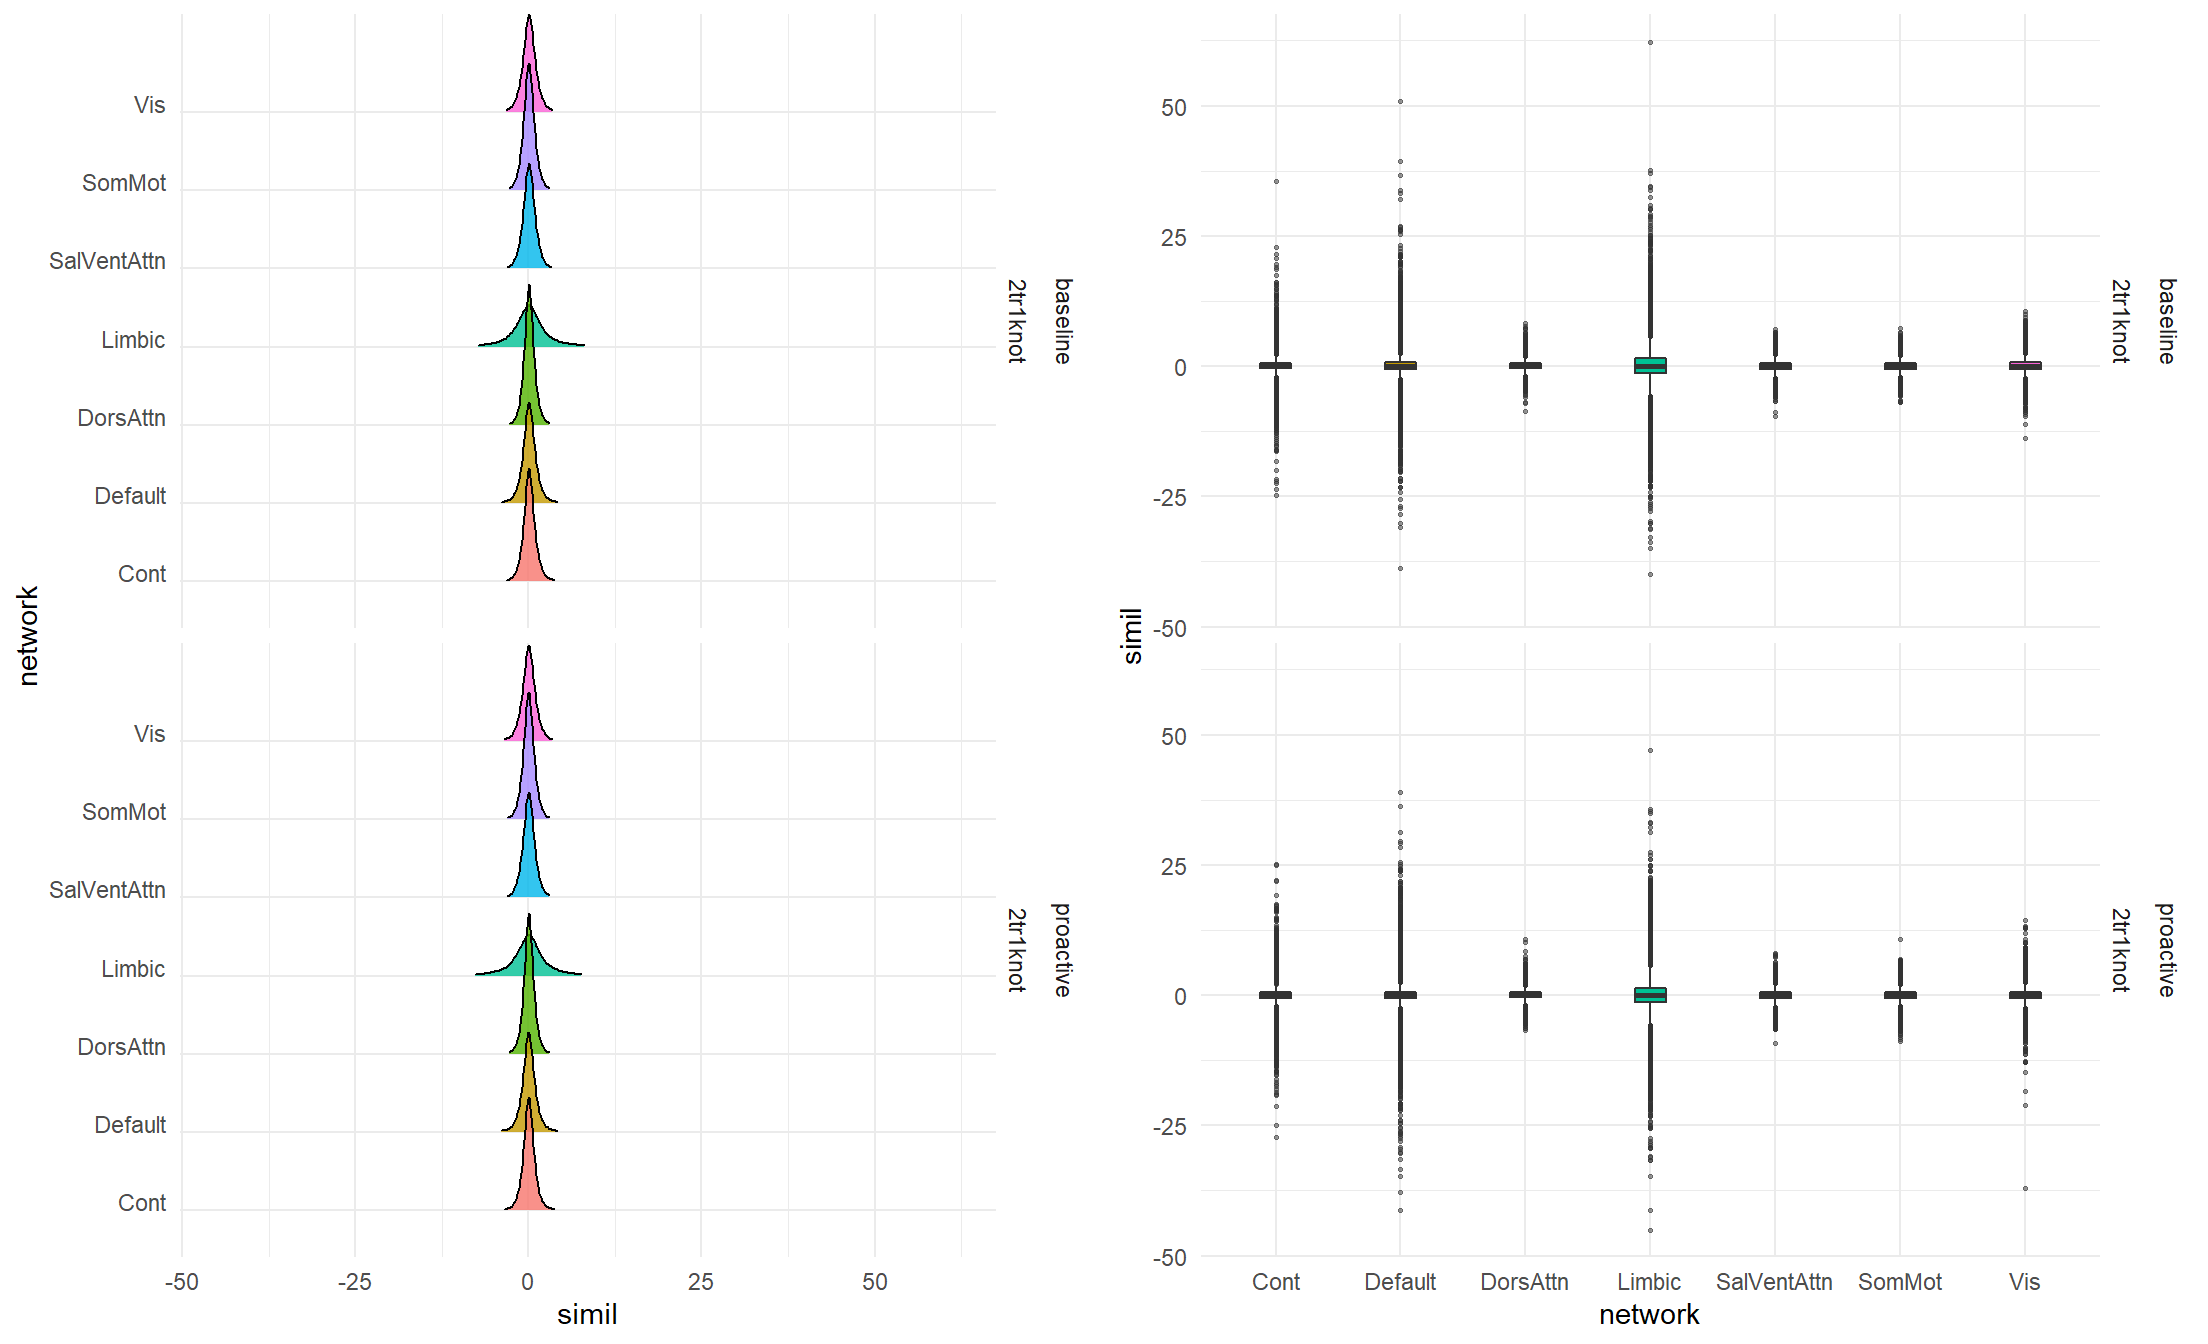 network
Vis
SomMot
SalVentAttn
Limbic
DorsAttn
Default
Cont
baseline
2tr1knot
Vis
SomMot
SalVentAttn
Limbic
DorsAttn
Default
Cont
proactive
2tr1knot
-50 -25 0 25 50
simil
simil
50
25
0
-25
-50
baseline
2tr1knot
50
25
0
-25
-50
proactive
2tr1knot
Cont Default DorsAttn Limbic SalVentAttn SomMot Vis
network